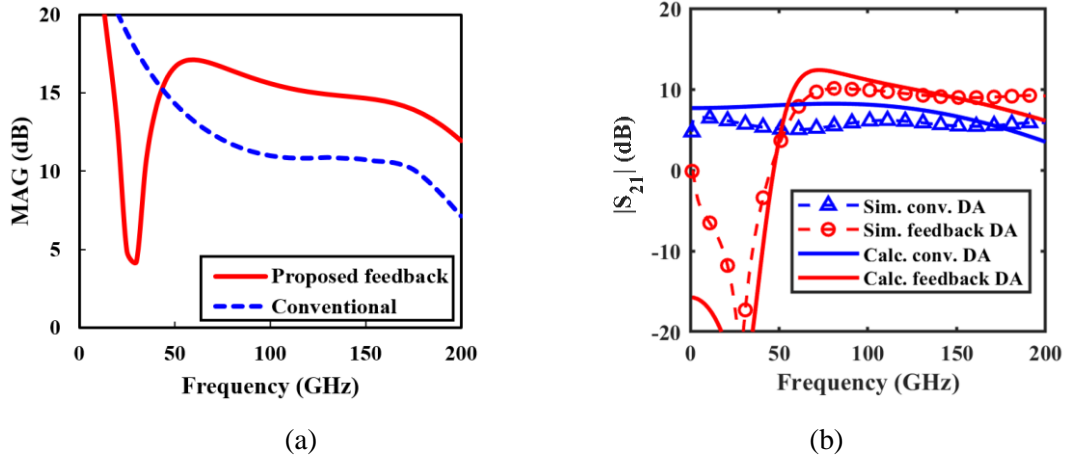 20
15
10
5
0
MAG (dB)
Proposed feedback
Conventional
0 50 100 150 200
Frequency (GHz)
(a)
20
10
0
-10
-20
|S21| (dB)
Sim. conv. DA
Sim. feedback DA
Calc. conv. DA
Calc. feedback DA
0 50 100 150 200
Frequency (GHz)
(b)